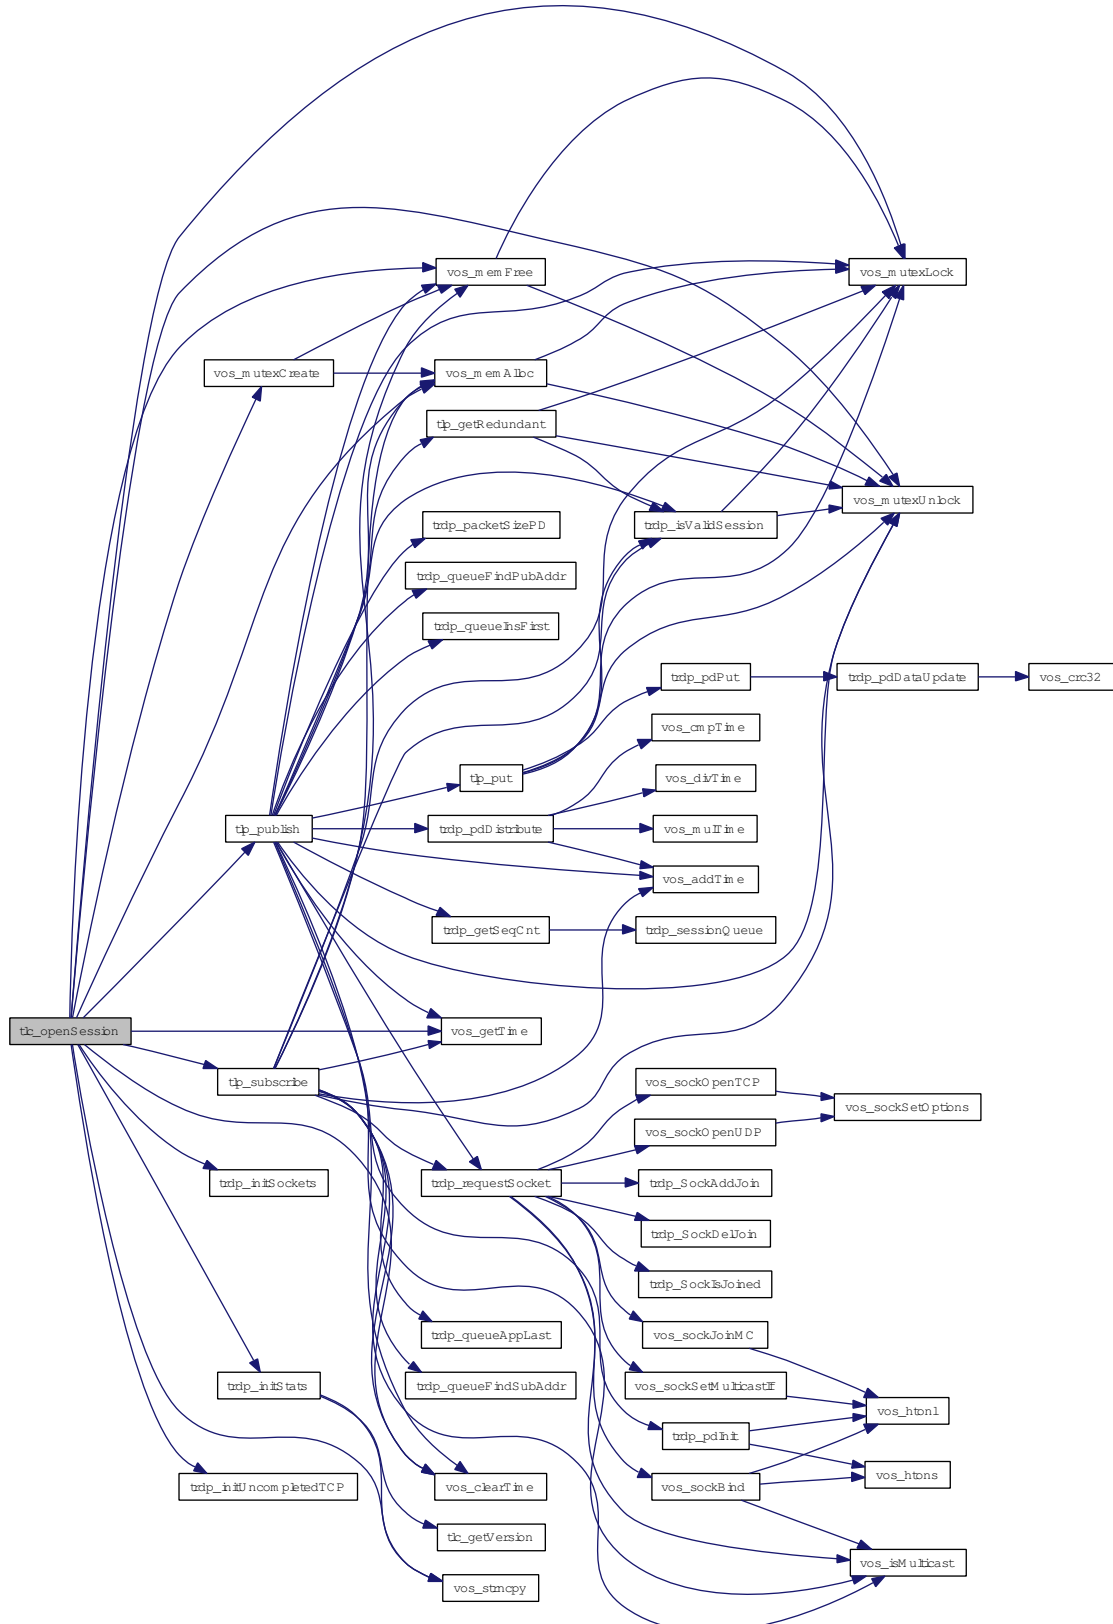 vos_memFree
vos_mutexLock
vos_mutexCreate
vos_memAlloc
tlp_getRedundant
vos_mutexUnlock
trdp_packetSizePD
trdp_isValidSession
trdp_queueFindPubAddr
trdp_queueInsFirst
trdp_pdPut
trdp_pdDataUpdate
vos_crc32
vos_cmpTime
tlp_put
vos_divTime
tlp_publish
trdp_pdDistribute
vos_mulTime
vos_addTime
trdp_getSeqCnt
trdp_sessionQueue
tlc_openSession
vos_getTime
tlp_subscribe
vos_sockOpenTCP
vos_sockSetOptions
vos_sockOpenUDP
trdp_initSockets
trdp_requestSocket
trdp_SockAddJoin
trdp_SockDelJoin
trdp_SockIsJoined
trdp_queueAppLast
vos_sockJoinMC
trdp_initStats
trdp_queueFindSubAddr
vos_sockSetMulticastIf
vos_htonl
trdp_pdInit
trdp_initUncompletedTCP
vos_clearTime
vos_sockBind
vos_htons
tlc_getVersion
vos_isMulticast
vos_strncpy